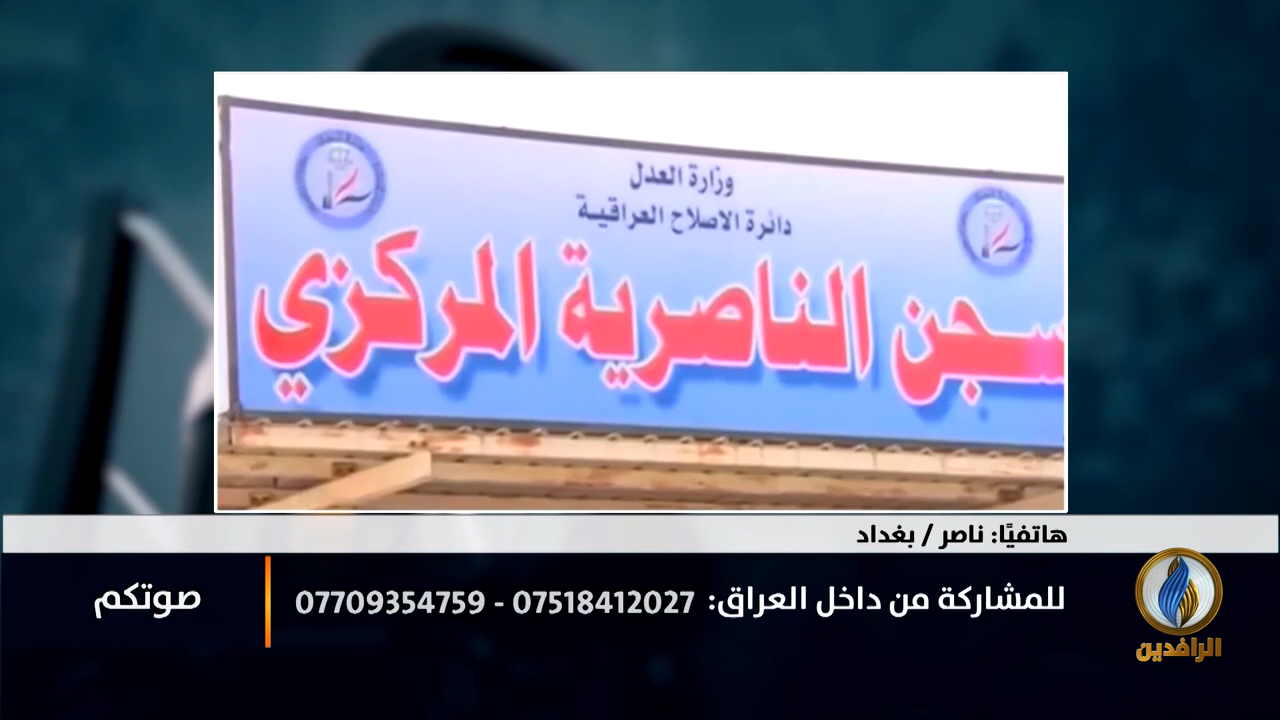 وزارة العدل
دائرة الاصلاح العراقية
سجن الناصرية المركزي
هاتفيًا: ناصر / بغداد
للمشاركة من داخل العراق: 07518412027 - 07709354759
صوتكم
الرافدين